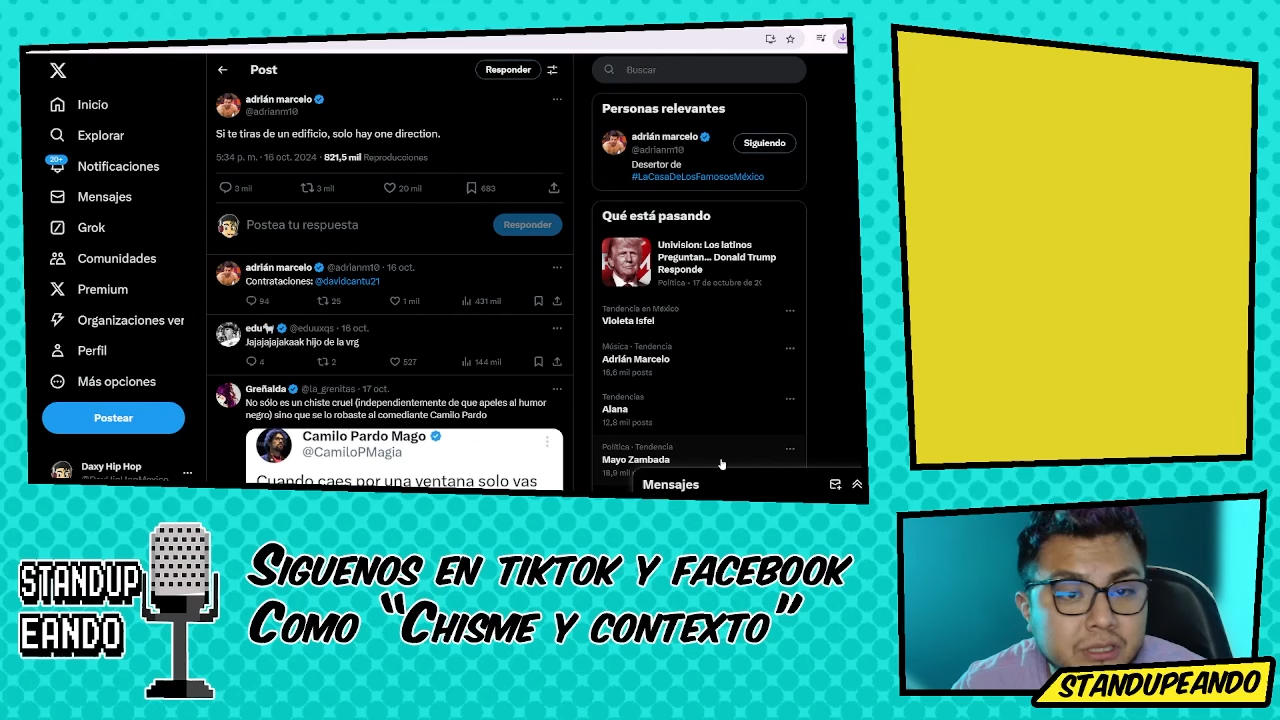 Post
Responder
adrián marcelo
@adrianm10
Si te tiras de un edificio, solo hay one direction.
5:34 p. m. · 16 oct. 2024 · 821,5 mil Reproducciones
3 mil
3 mil
20 mil
683
Postea tu respuesta
Responder
adrián marcelo @adrianm10 · 16 oct.
Contrataciones: @davidcantu21
94
25
1 mil
431 mil
edu @eduuxqs · 16 oct.
Jajajajajakaak hijo de la vrg
4
2
527
144 mil
Greñalda @la_grenitas · 17 oct.
No sólo es un chiste cruel (independientemente de que apeles al humor
negro) sino que se lo robaste al comediante Camilo Pardo
Camilo Pardo Mago
@CamiloPMagia
Cuando caes por una ventana solo vas
Inicio
Explorar
20+
Notificaciones
Mensajes
Grok
Comunidades
Premium
Organizaciones ver
Perfil
Más opciones
Postear
Daxy Hip Hop
Buscar
Personas relevantes
adrián marcelo
@adrianm10
Siguiendo
Desertor de
#LaCasaDeLosFamososMéxico
Qué está pasando
Univision: Los latinos
Preguntan... Donald Trump
Responde
Política · 17 de octubre de 20
Tendencia en México
Violeta Isfel
Música · Tendencia
Adrián Marcelo
16,6 mil posts
Tendencias
Alana
12,8 mil posts
Política · Tendencia
Mayo Zambada
18,9 mil
Mensajes
STANDUP
EANDO
SIGUENOS EN TIKTOK Y FACEBOOK
COMO "CHISME Y CONTEXTO"
STANDUPEANDO